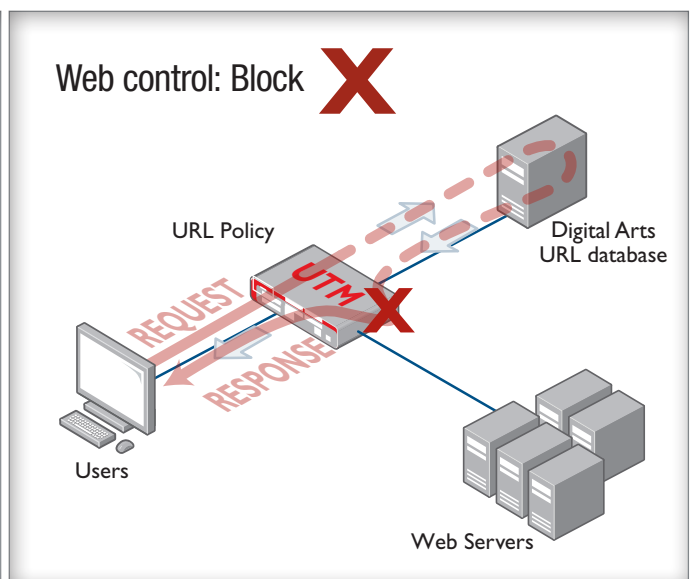 Web control: Block X
URL Policy
Digital Arts
URL database
UTM
X
REQUEST
RESPONSE
Users
Web Servers